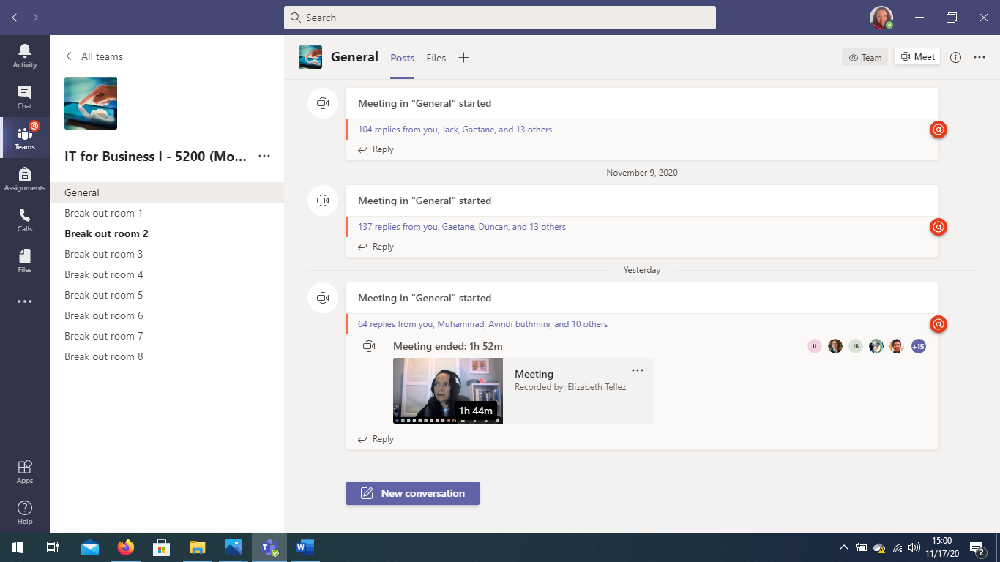 Search
Activity
Chat
Teams
Assignments
Calls
Files
Apps
Help
All teams
IT for Business I - 5200 (Mo...
General
Break out room 1
Break out room 2
Break out room 3
Break out room 4
Break out room 5
Break out room 6
Break out room 7
Break out room 8
General
Posts
Files
Team
Meet
Meeting in "General" started
104 replies from you, Jack, Gaetane, and 13 others
Reply
November 9, 2020
Meeting in "General" started
137 replies from you, Gaetane, Duncan, and 13 others
Reply
Yesterday
Meeting in "General" started
64 replies from you, Muhammad, Avindi buthmini, and 10 others
Meeting ended: 1h 52m
JL
JB
+15
1h 44m
Meeting
Recorded by: Elizabeth Tellez
Reply
New conversation
15:00
11/17/20
2